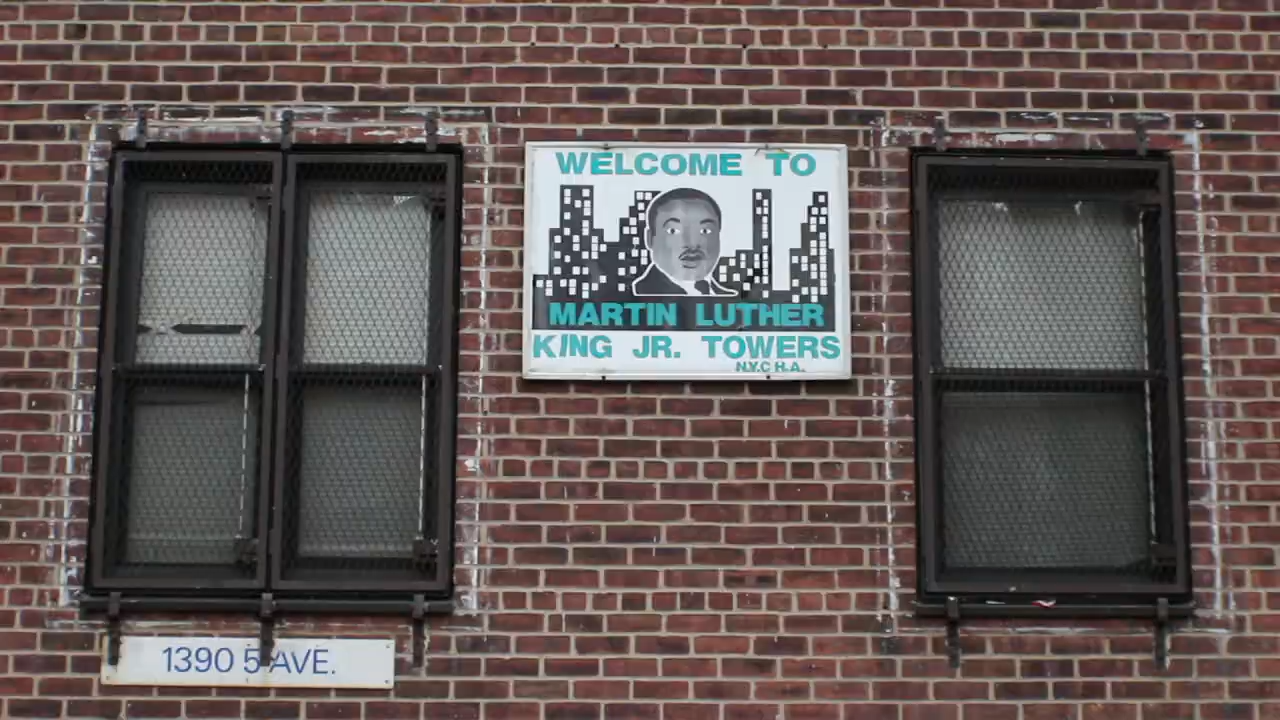 WELCOME TO
MARTIN LUTHER
KING JR. TOWERS
N.Y.C H.A.
1390 5 AVE.